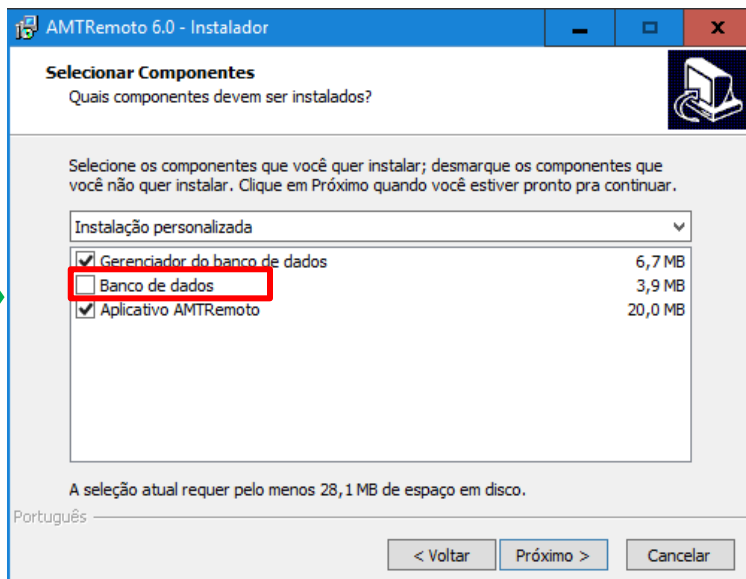 AMTRemoto 6.0 - Instalador
Selecionar Componentes
Quais componentes devem ser instalados?
Selecione os componentes que você quer instalar; desmarque os componentes que
você não quer instalar. Clique em Próximo quando você estiver pronto pra continuar.
Instalação personalizada
Gerenciador do banco de dados 6,7 MB
Banco de dados 3,9 MB
Aplicativo AMTRemoto 20,0 MB
A seleção atual requer pelo menos 28,1 MB de espaço em disco.
Português
< Voltar Próximo > Cancelar